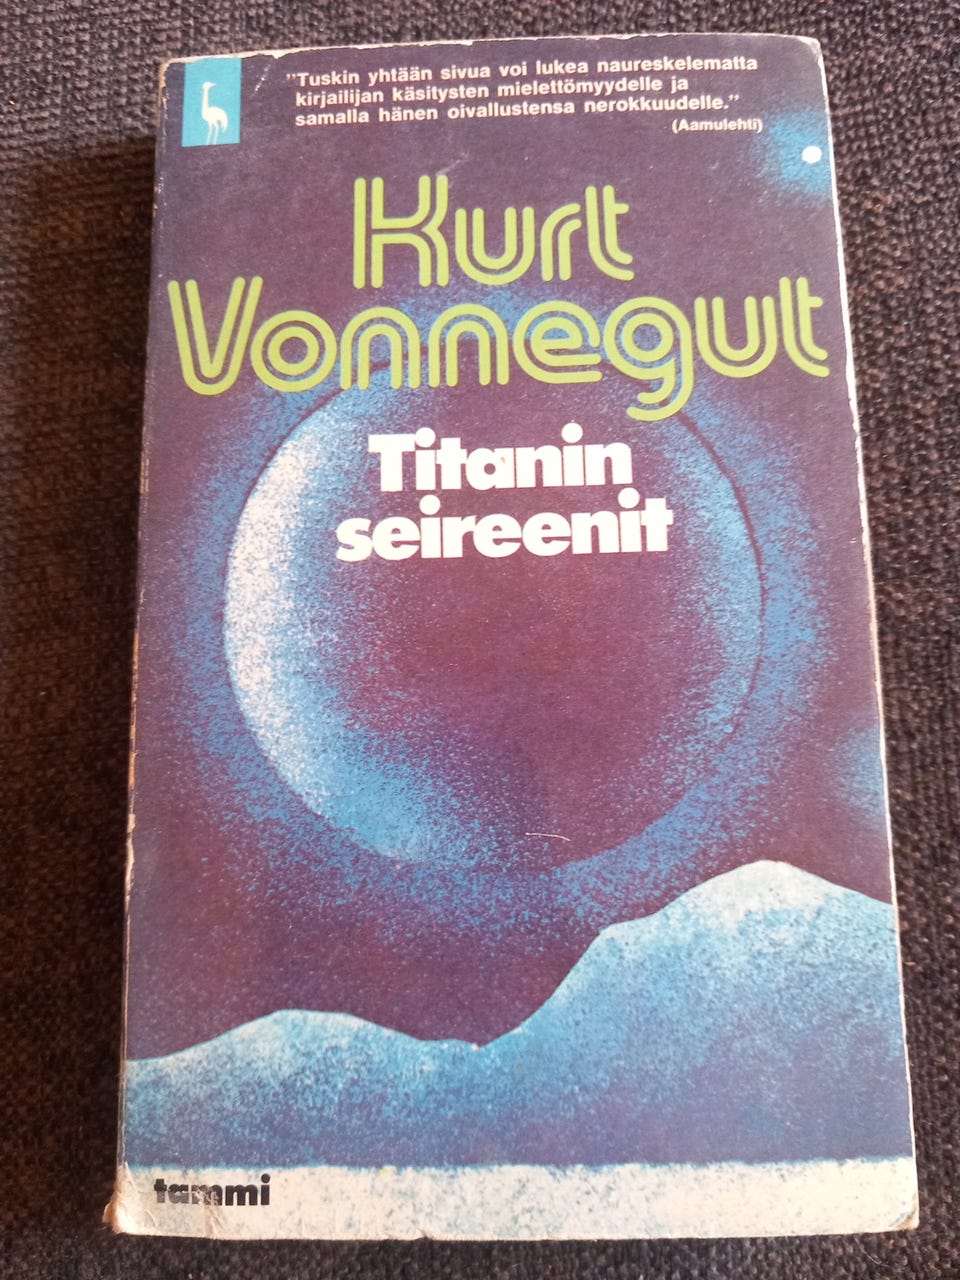 "Tuskin yhtään sivua voi lukea naureskelematta
kirjailijan käsitysten mielettömyydelle ja
samalla hänen oivallustensa nerokkuudelle."
(Aamulehti)
Kurt
Vonnegut
Titanin
seireenit
tammi